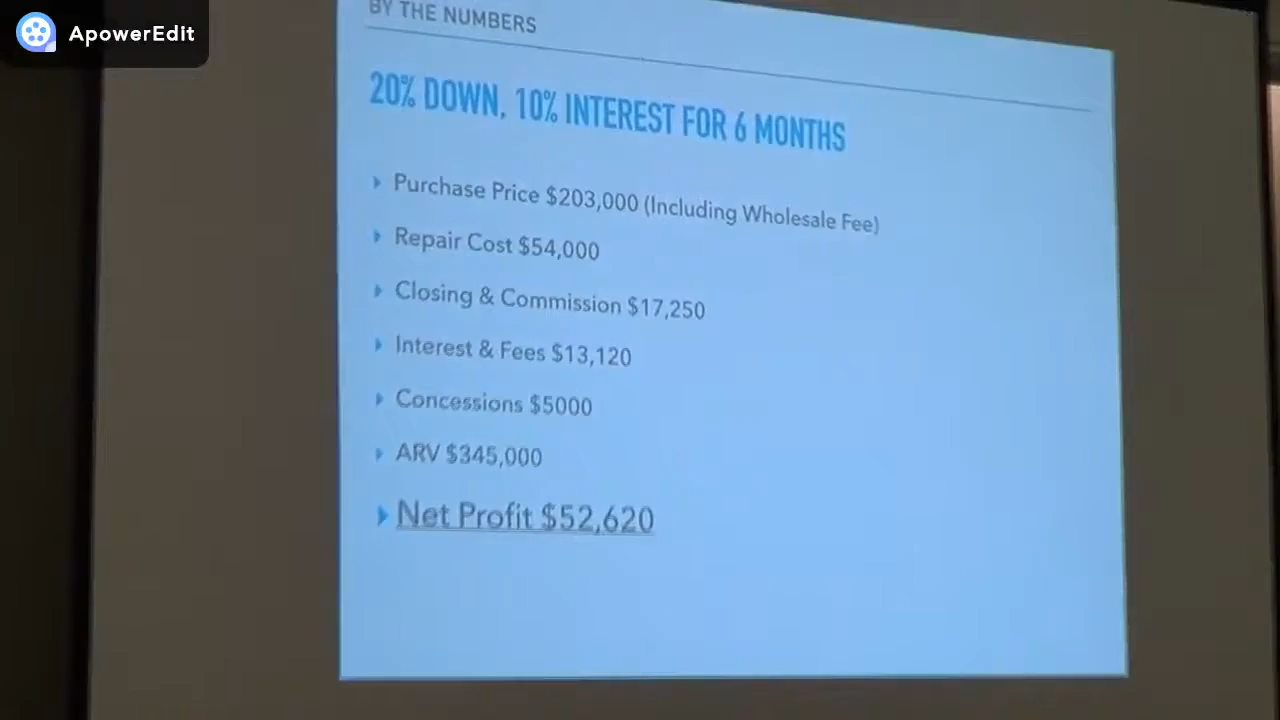 ApowerEdit
BY THE NUMBERS
20% DOWN, 10% INTEREST FOR 6 MONTHS
Purchase Price $203,000 (Including Wholesale Fee)
Repair Cost $54,000
Closing & Commission $17,250
Interest & Fees $13,120
Concessions $5000
ARV $345,000
Net Profit $52,620